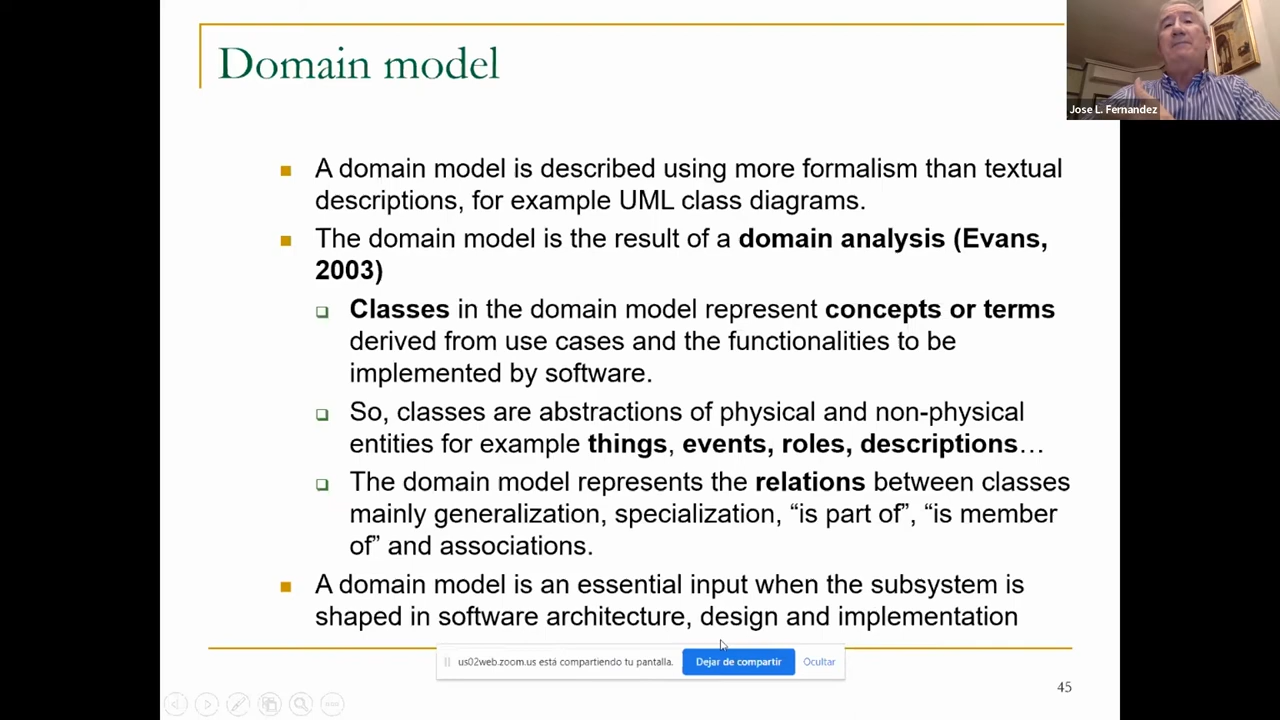 Domain model
Jose L. Fernandez
A domain model is described using more formalism than textual
descriptions, for example UML class diagrams.
The domain model is the result of a domain analysis (Evans,
2003)
Classes in the domain model represent concepts or terms
derived from use cases and the functionalities to be
implemented by software.
So, classes are abstractions of physical and non-physical
entities for example things, events, roles, descriptions…
The domain model represents the relations between classes
mainly generalization, specialization, “is part of”, “is member
of” and associations.
A domain model is an essential input when the subsystem is
shaped in software architecture, design and implementation
us02web.zoom.us está compartiendo tu pantalla.
Dejar de compartir
Ocultar
45